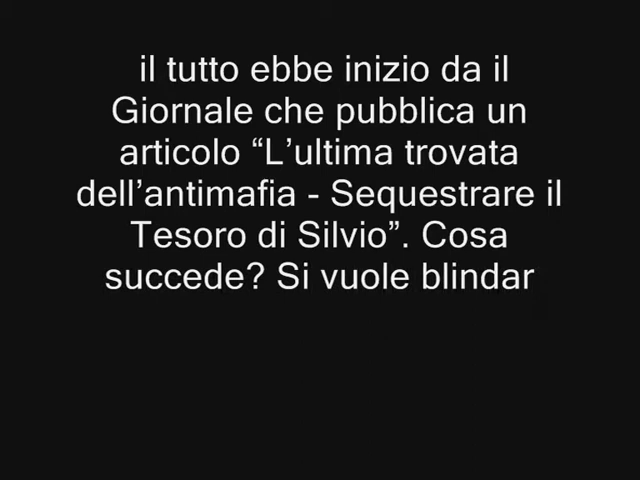 il tutto ebbe inizio da il
Giornale che pubblica un
articolo “L’ultima trovata
dell’antimafia - Sequestrare il
Tesoro di Silvio”. Cosa
succede? Si vuole blindar